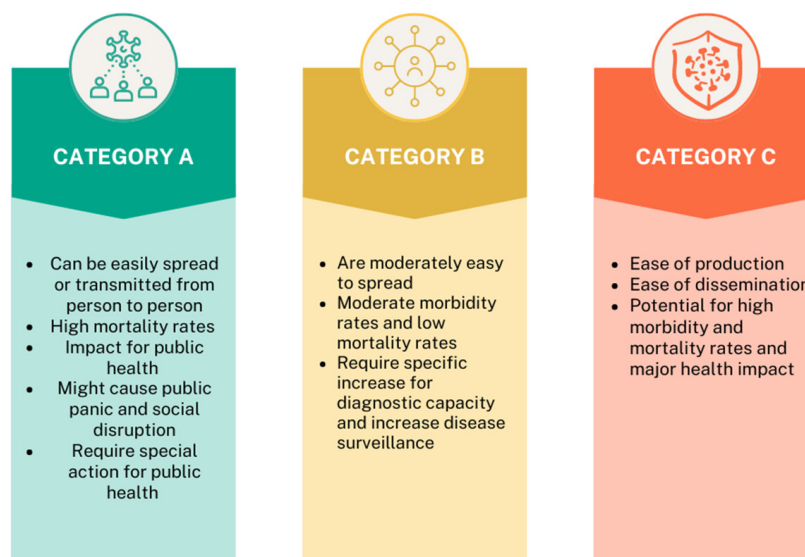 CATEGORY A
• Can be easily spread
or transmitted from
person to person
• High mortality rates
• Impact for public
health
• Might cause public
panic and social
disruption
• Require special
action for public
health
CATEGORY B
• Are moderately easy
to spread
• Moderate morbidity
rates and low
mortality rates
• Require specific
increase for
diagnostic capacity
and increase disease
surveillance
CATEGORY C
• Ease of production
• Ease of dissemination
• Potential for high
morbidity and
mortality rates and
major health impact